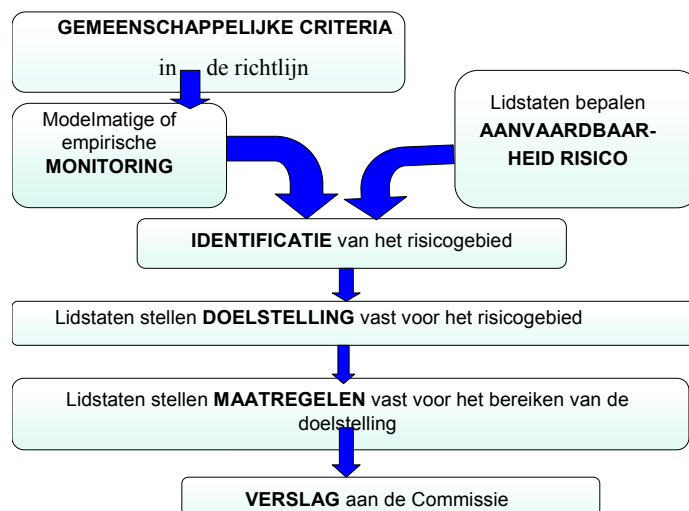 GEMEENSCHAPPELIJKE CRITERIA
in de richtlijn
Modelmatige of
empirische
MONITORING
Lidstaten bepalen
AANVAARDBAAR-
HEID RISICO
IDENTIFICATIE van het risicogebied
Lidstaten stellen DOELSTELLING vast voor het risicogebied
Lidstaten stellen MAATREGELEN vast voor het bereiken van de
doelstelling
VERSLAG aan de Commissie